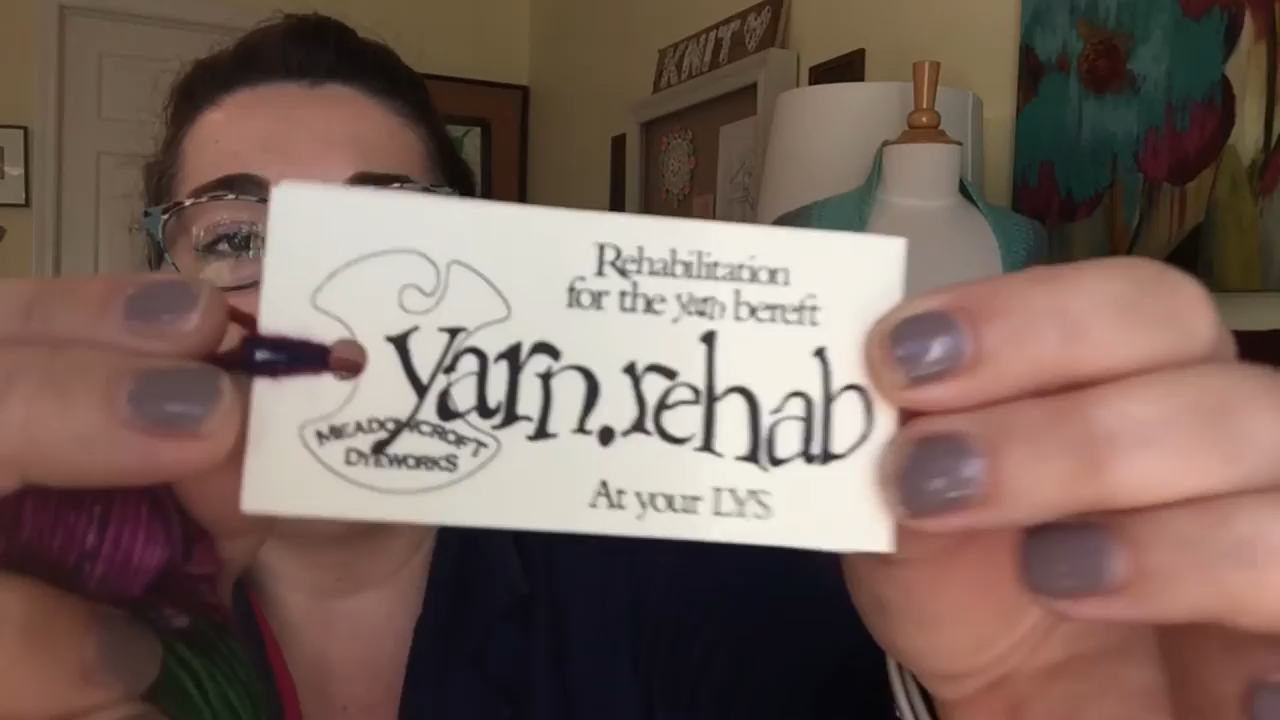 KNIT
Rehabilitation
for the yarn bereft
yarn.rehab
MEADOWCROFT
DYEWORKS
At your LYS